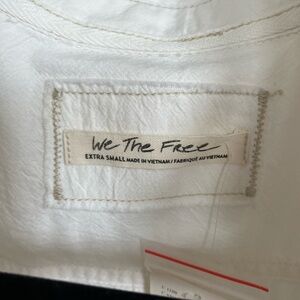 We The Free
EXTRA SMALL MADE IN VIETNAM / FABRIQUÉ AU VIETNAM